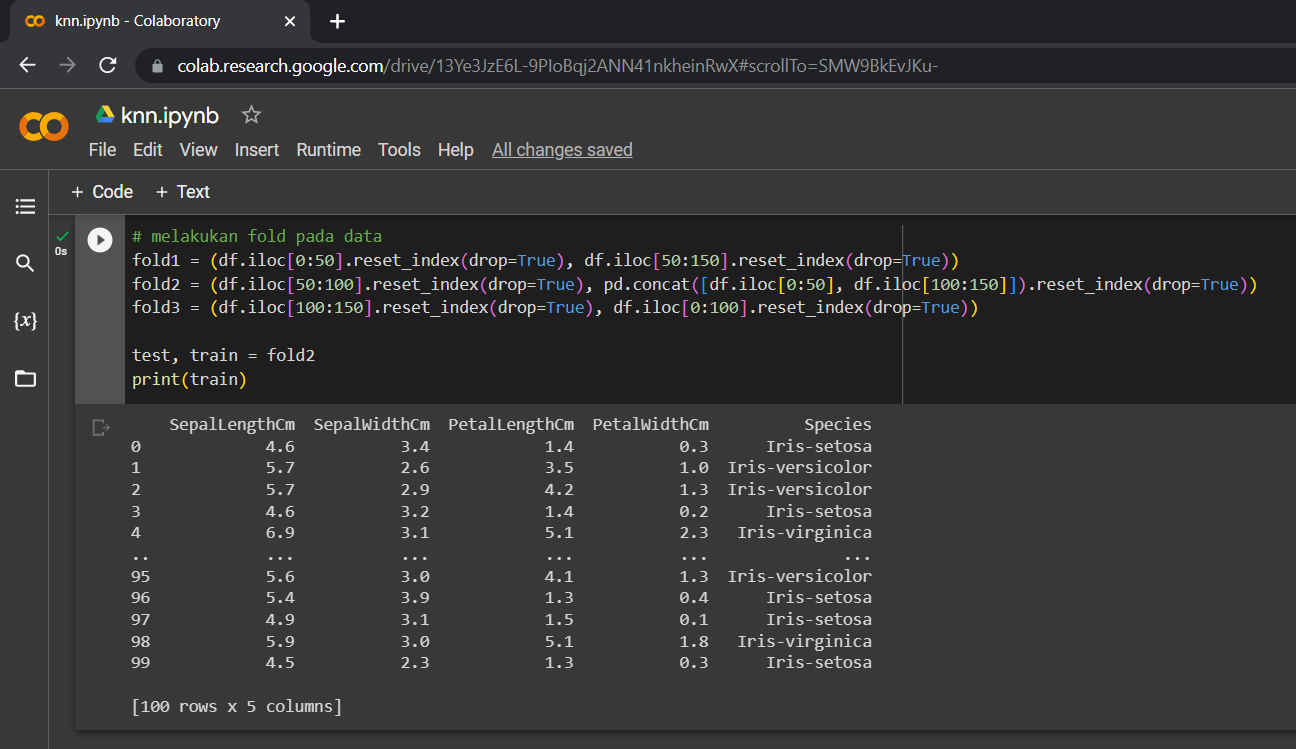 knn.ipynb - Colaboratory
colab.research.google.com/drive/13Ye3JzE6L-9PIoBqj2ANN41nkheinRwX#scrollTo=SMW9BkEvJKu-
knn.ipynb
File Edit View Insert Runtime Tools Help All changes saved
+ Code + Text
0s
{x}
# melakukan fold pada data
fold1 = (df.iloc[0:50].reset_index(drop=True), df.iloc[50:150].reset_index(drop=True))
fold2 = (df.iloc[50:100].reset_index(drop=True), pd.concat([df.iloc[0:50], df.iloc[100:150]]).reset_index(drop=True))
fold3 = (df.iloc[100:150].reset_index(drop=True), df.iloc[0:100].reset_index(drop=True))
test, train = fold2
print(train)
SepalLengthCm SepalWidthCm PetalLengthCm PetalWidthCm Species
0 4.6 3.4 1.4 0.3 Iris-setosa
1 5.7 2.6 3.5 1.0 Iris-versicolor
2 5.7 2.9 4.2 1.3 Iris-versicolor
3 4.6 3.2 1.4 0.2 Iris-setosa
4 6.9 3.1 5.1 2.3 Iris-virginica
.. ... ... ... ... ...
95 5.6 3.0 4.1 1.3 Iris-versicolor
96 5.4 3.9 1.3 0.4 Iris-setosa
97 4.9 3.1 1.5 0.1 Iris-setosa
98 5.9 3.0 5.1 1.8 Iris-virginica
99 4.5 2.3 1.3 0.3 Iris-setosa
[100 rows x 5 columns]